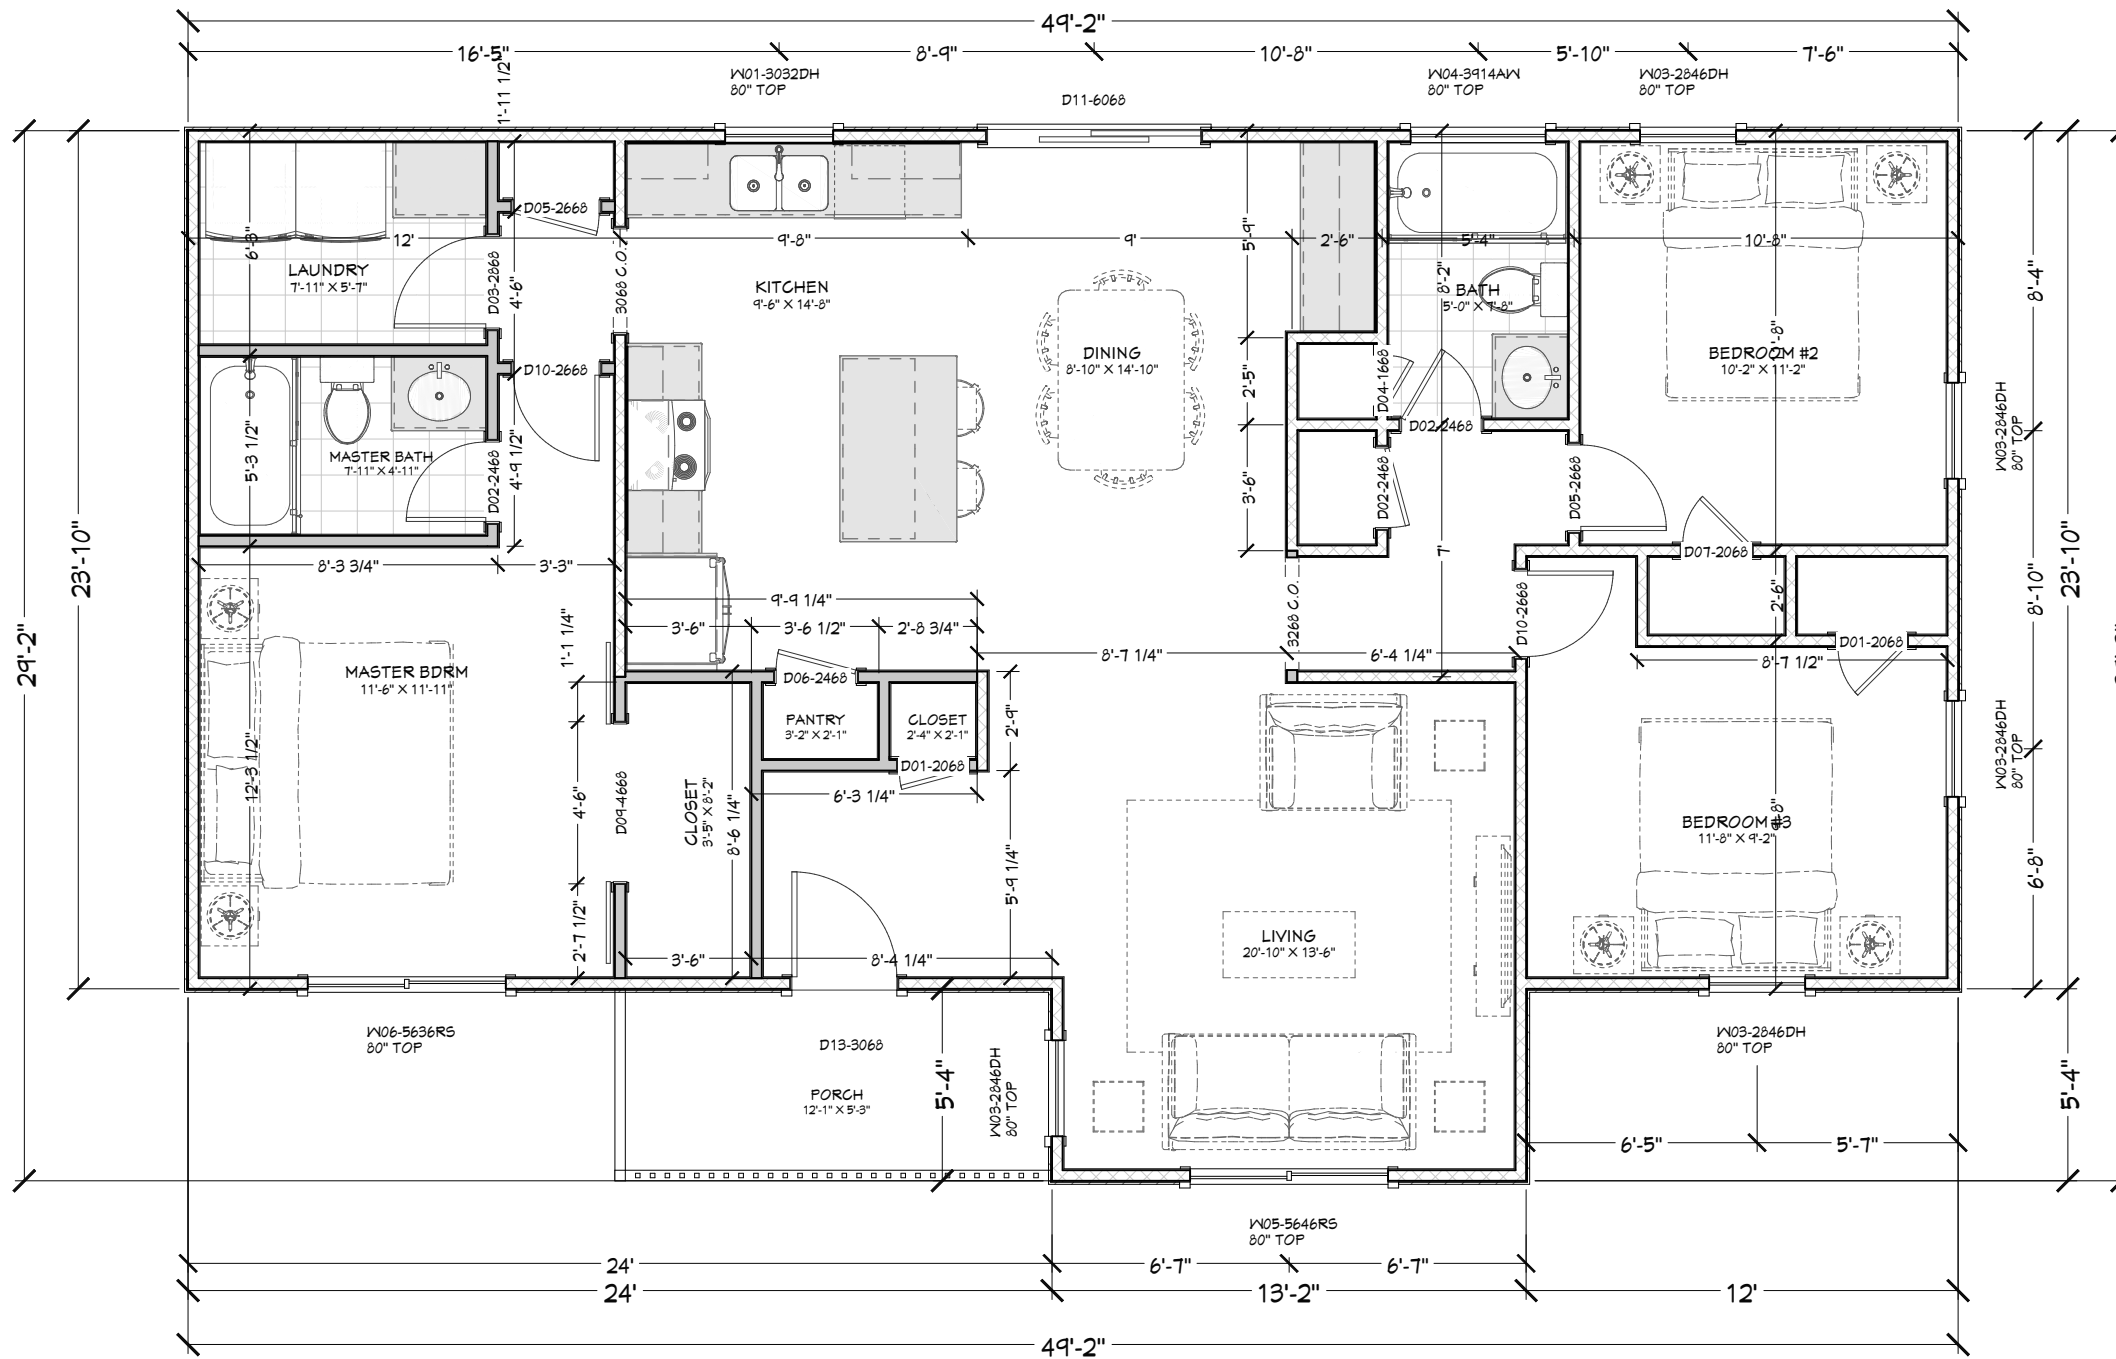 49'-2"
16'-5"
8'-9"
10'-8"
5'-10"
7'-6"
1'-11 1/2"
W01-3032DH
80" TOP
D11-6068
W04-3914AW
80" TOP
W03-2846DH
80" TOP
D05-2668
12'
9'-8"
9'
2'-6"
5'-4"
10'-8"
6'-3"
LAUNDRY
7'-11" X 5'-7"
D03-2868
4'-6"
3068 C.O.
KITCHEN
9'-6" X 14'-8"
5'-9"
8'-2"
BATH
5'-0" X 7'-8"
8'-4"
DINING
8'-10" X 14'-10"
BEDROOM #2
10'-2" X 11'-2"
D10-2668
2'-5"
D04-1668
D02-2468
W03-2846DH
80" TOP
MASTER BATH
7'-11" X 4'-11"
5'-3 1/2"
D02-2468
4'-9 1/2"
3'-6"
D02-2468
D05-2668
7'
D07-2068
23'-10"
29'-2"
8'-3 3/4"
3'-3"
9'-9 1/4"
3'-6"
3'-6 1/2"
2'-8 3/4"
1'-1 1/4"
8'-7 1/4"
3268 C.O.
6'-4 1/4"
D10-2668
2'-6"
D01-2068
8'-7 1/2"
8'-10"
23'-10"
MASTER BDRM
11'-6" X 11'-11"
D06-2468
PANTRY
3'-2" X 2'-1"
CLOSET
2'-4" X 2'-1"
D01-2068
2'-9"
6'-3 1/4"
12'-3 1/2"
4'-6"
D09-4668
CLOSET
3'-5" X 8'-2"
8'-6 1/4"
5'-9 1/4"
W03-2846DH
80" TOP
BEDROOM #3
11'-8" X 9'-2"
6'-8"
2'-7 1/2"
3'-6"
8'-4 1/4"
LIVING
20'-10" X 13'-6"
W06-5636RS
80" TOP
D13-3068
PORCH
12'-1" X 5'-3"
5'-4"
W03-2846DH
80" TOP
W03-2846DH
80" TOP
5'-4"
6'-5"
5'-7"
W05-5646RS
80" TOP
24'
6'-7"
6'-7"
24'
13'-2"
12'
49'-2"